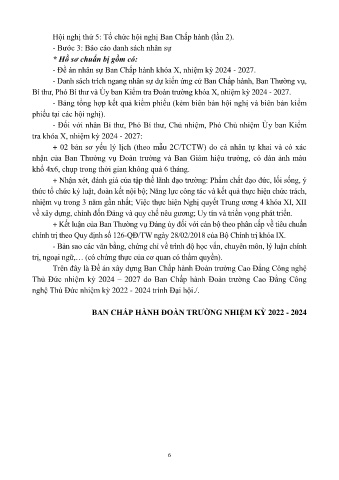 Hội nghị thứ 5: Tổ chức hội nghị Ban Chấp hành (lần 2).
- Bước 3: Báo cáo danh sách nhân sự
* Hồ sơ chuẩn bị gồm có:
- Đề án nhân sự Ban Chấp hành khóa X, nhiệm kỳ 2024 - 2027.
- Danh sách trích ngang nhân sự dự kiến ứng cử Ban Chấp hành, Ban Thường vụ,
Bí thư, Phó Bí thư và Ủy ban Kiểm tra Đoàn trường khóa X, nhiệm kỳ 2024 - 2027.
- Bảng tổng hợp kết quả kiểm phiếu (kèm biên bản hội nghị và biên bản kiểm
phiếu tại các hội nghị).
- Đối với nhân Bí thư, Phó Bí thư, Chủ nhiệm, Phó Chủ nhiệm Ủy ban Kiểm
tra khóa X, nhiệm kỳ 2024 - 2027:
+ 02 bản sơ yếu lý lịch (theo mẫu 2C/TCTW) do cá nhân tự khai và có xác
nhận của Ban Thường vụ Đoàn trường và Ban Giám hiệu trường, có dán ảnh màu
khổ 4x6, chụp trong thời gian không quá 6 tháng.
+ Nhận xét, đánh giá của tập thể lãnh đạo trường: Phẩm chất đạo đức, lối sống, ý
thức tổ chức kỷ luật, đoàn kết nội bộ; Năng lực công tác và kết quả thực hiện chức trách,
nhiệm vụ trong 3 năm gần nhất; Việc thực hiện Nghị quyết Trung ương 4 khóa XI, XII
về xây dựng, chỉnh đốn Đảng và quy chế nêu gương; Uy tín và triển vọng phát triển.
+ Kết luận của Ban Thường vụ Đảng ủy đối với cán bộ theo phân cấp về tiêu chuẩn
chính trị theo Quy định số 126-QĐ/TW ngày 28/02/2018 của Bộ Chính trị khóa IX.
- Bản sao các văn bằng, chứng chỉ về trình độ học vấn, chuyên môn, lý luận chính
trị, ngoại ngữ,… (có chứng thực của cơ quan có thẩm quyền).
Trên đây là Đề án xây dựng Ban Chấp hành Đoàn trường Cao Đẳng Công nghệ
Thủ Đức nhiệm kỳ 2024 – 2027 do Ban Chấp hành Đoàn trường Cao Đẳng Công
nghệ Thủ Đức nhiệm kỳ 2022 - 2024 trình Đại hội./.
BAN CHẤP HÀNH ĐOÀN TRƯỜNG NHIỆM KỲ 2022 - 2024
6